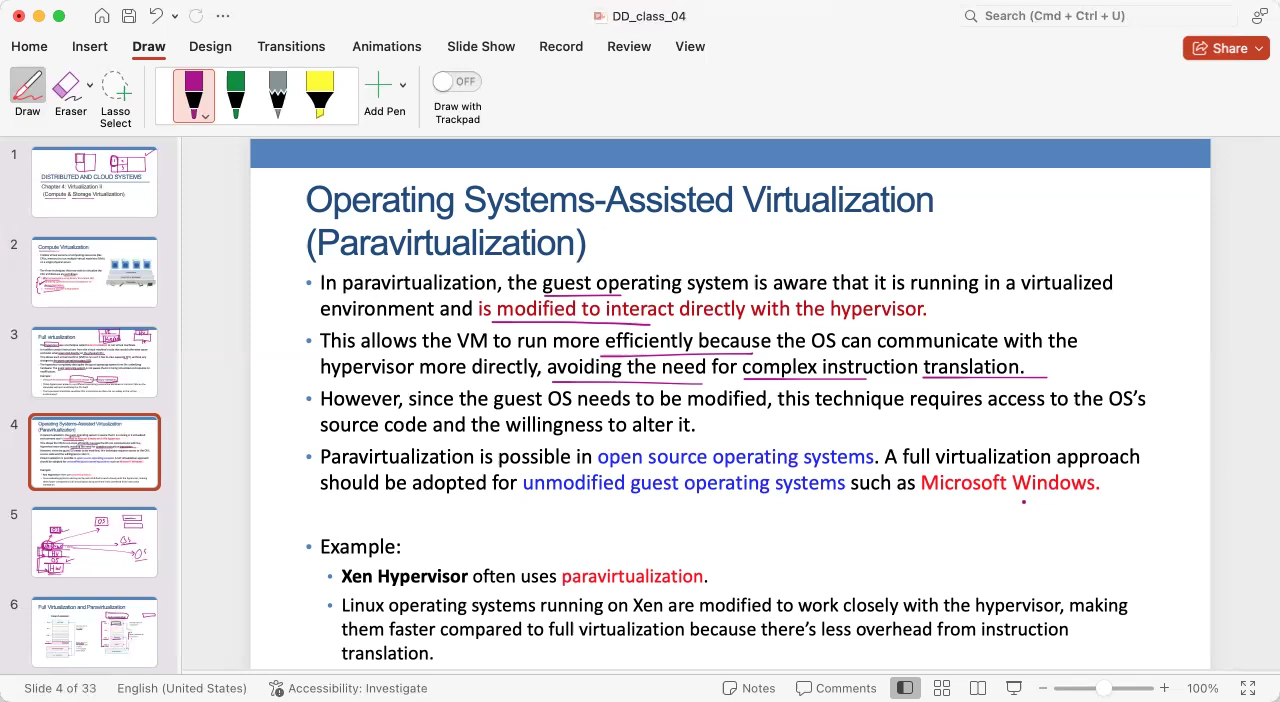 DD_class_04
Search (Cmd + Ctrl + U)
Home Insert Draw Design Transitions Animations Slide Show Record Review View
Share
Draw Eraser Lasso Select Add Pen OFF Draw with Trackpad
1
DISTRIBUTED AND CLOUD SYSTEMS
Chapter 4: Virtualization II
(Compute & Storage Virtualization)
2
Compute Virtualization
3
Full virtualization
4
Operating Systems-Assisted Virtualization
(Paravirtualization)
5
OS
6
Full Virtualization and Paravirtualization
Operating Systems-Assisted Virtualization
(Paravirtualization)
• In paravirtualization, the guest operating system is aware that it is running in a virtualized
environment and is modified to interact directly with the hypervisor.
• This allows the VM to run more efficiently because the OS can communicate with the
hypervisor more directly, avoiding the need for complex instruction translation.
• However, since the guest OS needs to be modified, this technique requires access to the OS’s
source code and the willingness to alter it.
• Paravirtualization is possible in open source operating systems. A full virtualization approach
should be adopted for unmodified guest operating systems such as Microsoft Windows.
• Example:
• Xen Hypervisor often uses paravirtualization.
• Linux operating systems running on Xen are modified to work closely with the hypervisor, making
them faster compared to full virtualization because there’s less overhead from instruction
translation.
Slide 4 of 33 English (United States) Accessibility: Investigate Notes Comments 100%